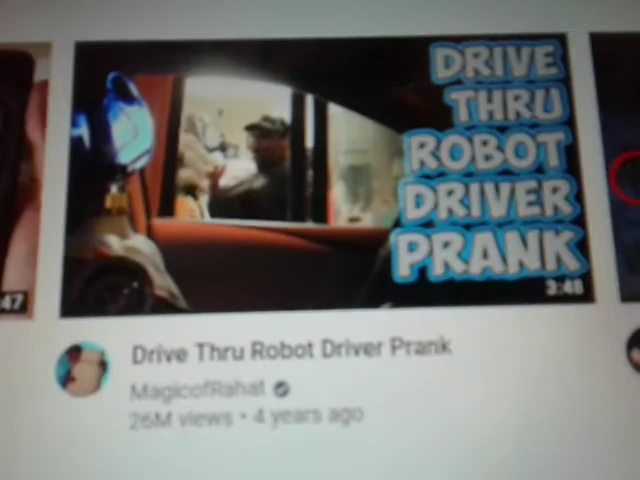 DRIVE
THRU
ROBOT
DRIVER
PRANK
47
3:48
Drive Thru Robot Driver Prank
MagicofRahat
26M views • 4 years ago